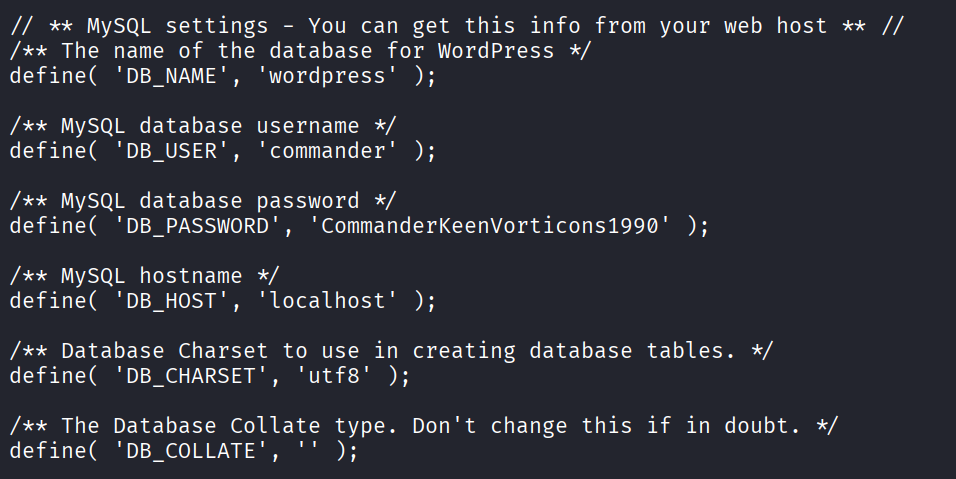 // ** MySQL settings - You can get this info from your web host ** //
/** The name of the database for WordPress */
define( 'DB_NAME', 'wordpress' );

/** MySQL database username */
define( 'DB_USER', 'commander' );

/** MySQL database password */
define( 'DB_PASSWORD', 'CommanderKeenVorticons1990' );

/** MySQL hostname */
define( 'DB_HOST', 'localhost' );

/** Database Charset to use in creating database tables. */
define( 'DB_CHARSET', 'utf8' );

/** The Database Collate type. Don't change this if in doubt. */
define( 'DB_COLLATE', '' );